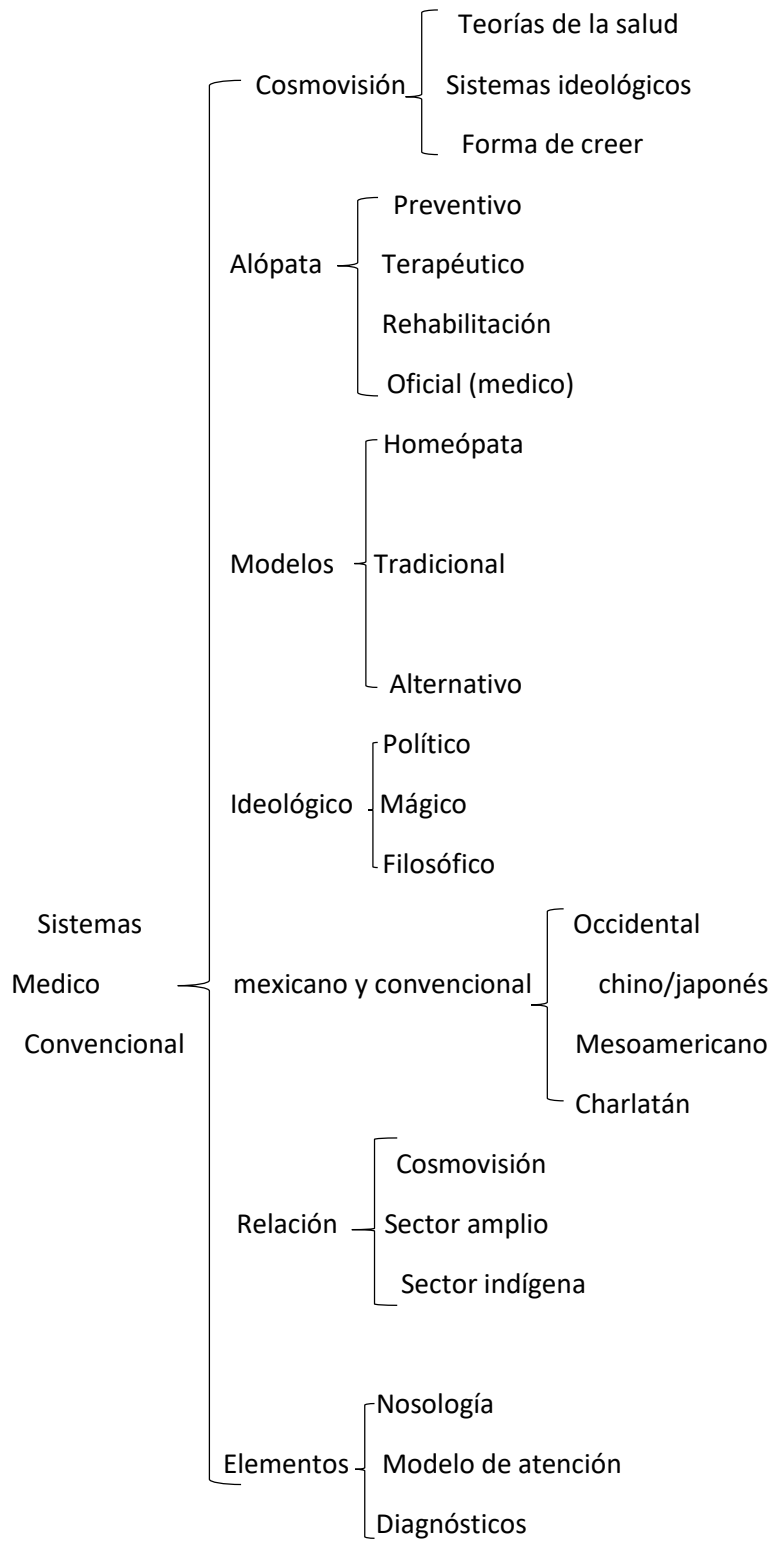 Teorías de la salud
Cosmovisión
Sistemas ideológicos
Forma de creer
Preventivo
Alópata
Terapéutico
Rehabilitación
Oficial (medico)
Homeópata
Modelos
Tradicional
Alternativo
Político
Ideológico
Mágico
Filosófico
Sistemas
Medico
Convencional
Occidental
mexicano y convencional
chino/japonés
Mesoamericano
Charlatán
Cosmovisión
Relación
Sector amplio
Sector indígena
Nosología
Elementos
Modelo de atención
Diagnósticos